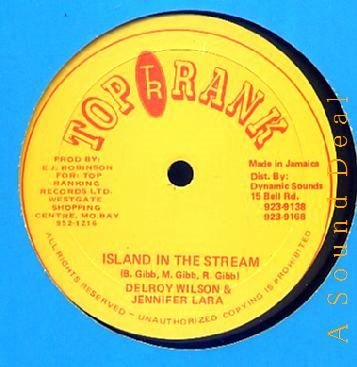 TOP RANK
TR
PROD BY:
E.J. ROBINSON
FOR: TOP
RANKING
RECORDS LTD.
WESTGATE
SHOPPING
CENTRE, MO.BAY
952-1216
Made in Jamaica
Dist. By:
Dynamic Sounds
15 Bell Rd.
923-9138
923-9168
ISLAND IN THE STREAM
(B. Gibb, M. Gibb, R. Gibb)
DELROY WILSON &
JENNIFER LARA
ALL RIGHTS RESERVED - UNAUTHORIZED COPYING IS PROHIBITED
A Sound Deal